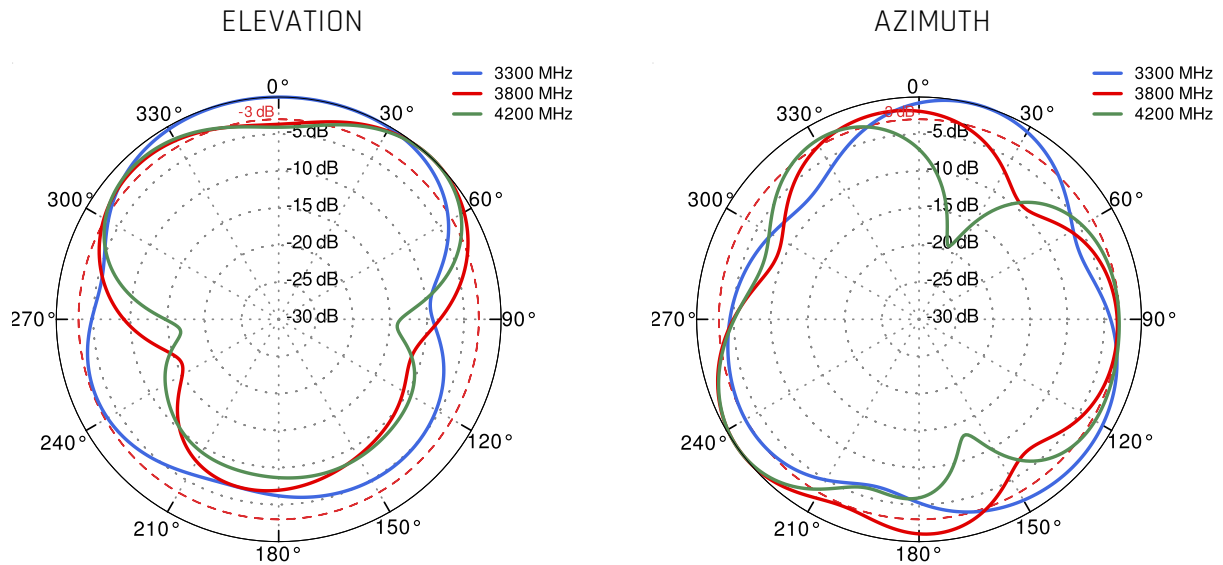 ELEVATION
3300 MHz
3800 MHz
4200 MHz
0°
330°
30°
-3 dB
-5 dB
-10 dB
300°
60°
-15 dB
-20 dB
-25 dB
-30 dB
270°
90°
240°
120°
210°
150°
180°
AZIMUTH
3300 MHz
3800 MHz
4200 MHz
0°
330°
30°
-3 dB
-5 dB
-10 dB
300°
60°
-15 dB
-20 dB
-25 dB
-30 dB
270°
90°
240°
120°
210°
150°
180°